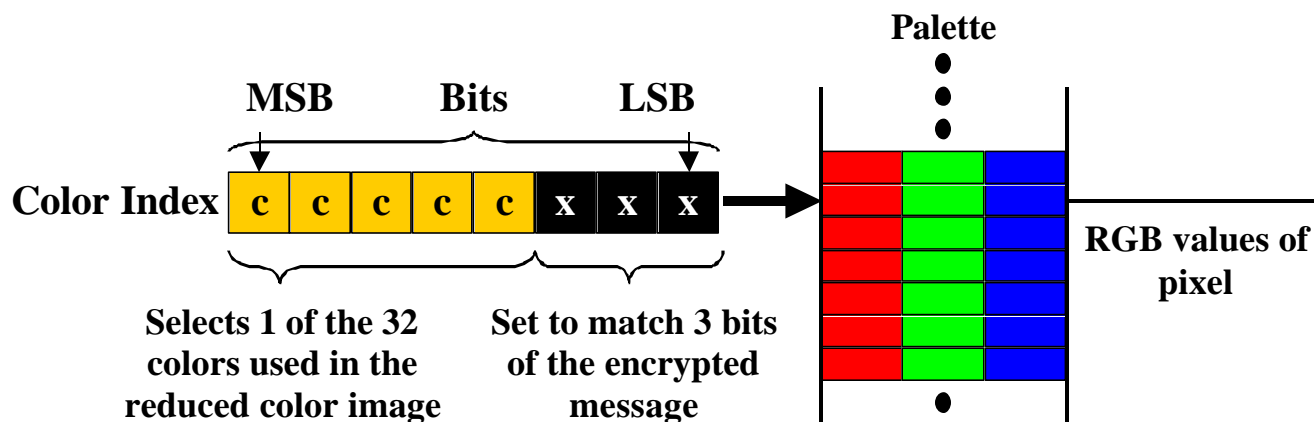 Palette
MSB Bits LSB
Color Index c c c c c x x x
RGB values of
pixel
Selects 1 of the 32
colors used in the
reduced color image
Set to match 3 bits
of the encrypted
message